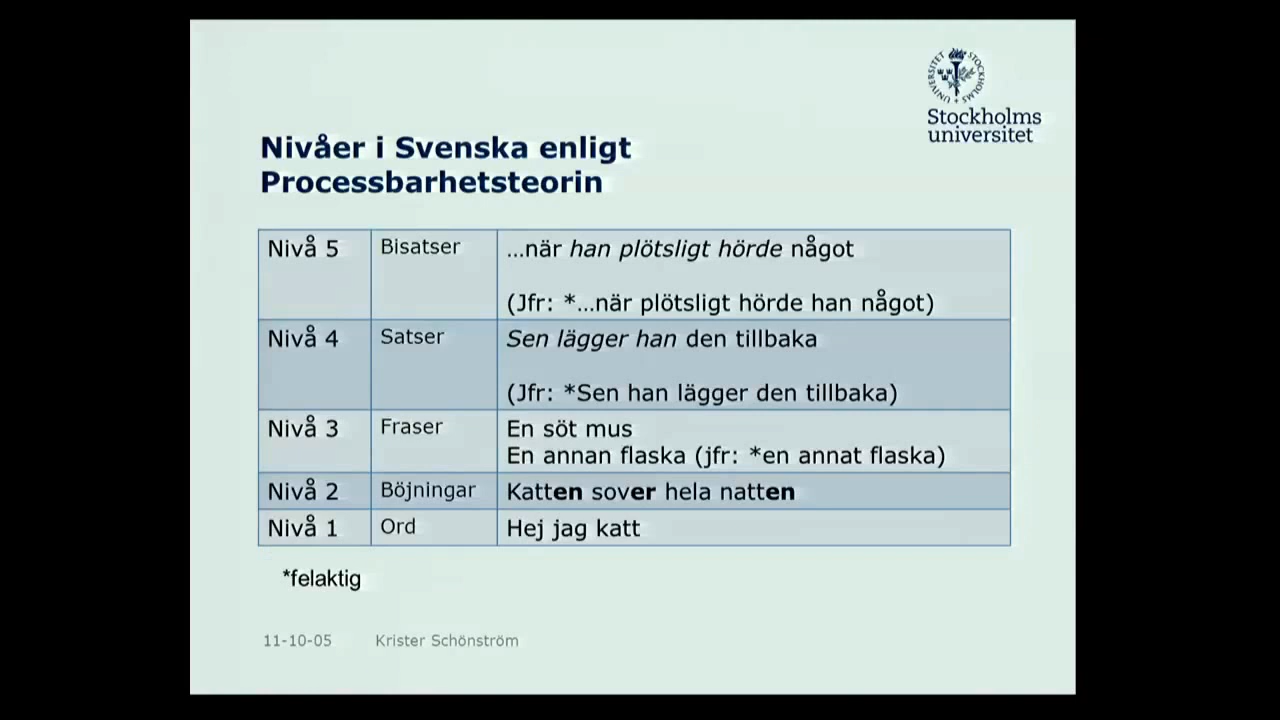 STOCKHOLMS UNIVERSITET
Stockholms
universitet
Nivåer i Svenska enligt
Processbarhetsteorin
Nivå 5 Bisatser …när han plötsligt hörde något
(Jfr: *…när plötsligt hörde han något)
Nivå 4 Satser Sen lägger han den tillbaka
(Jfr: *Sen han lägger den tillbaka)
Nivå 3 Fraser En söt mus
En annan flaska (jfr: *en annat flaska)
Nivå 2 Böjningar Katten sover hela natten
Nivå 1 Ord Hej jag katt
*felaktig
11-10-05 Krister Schönström